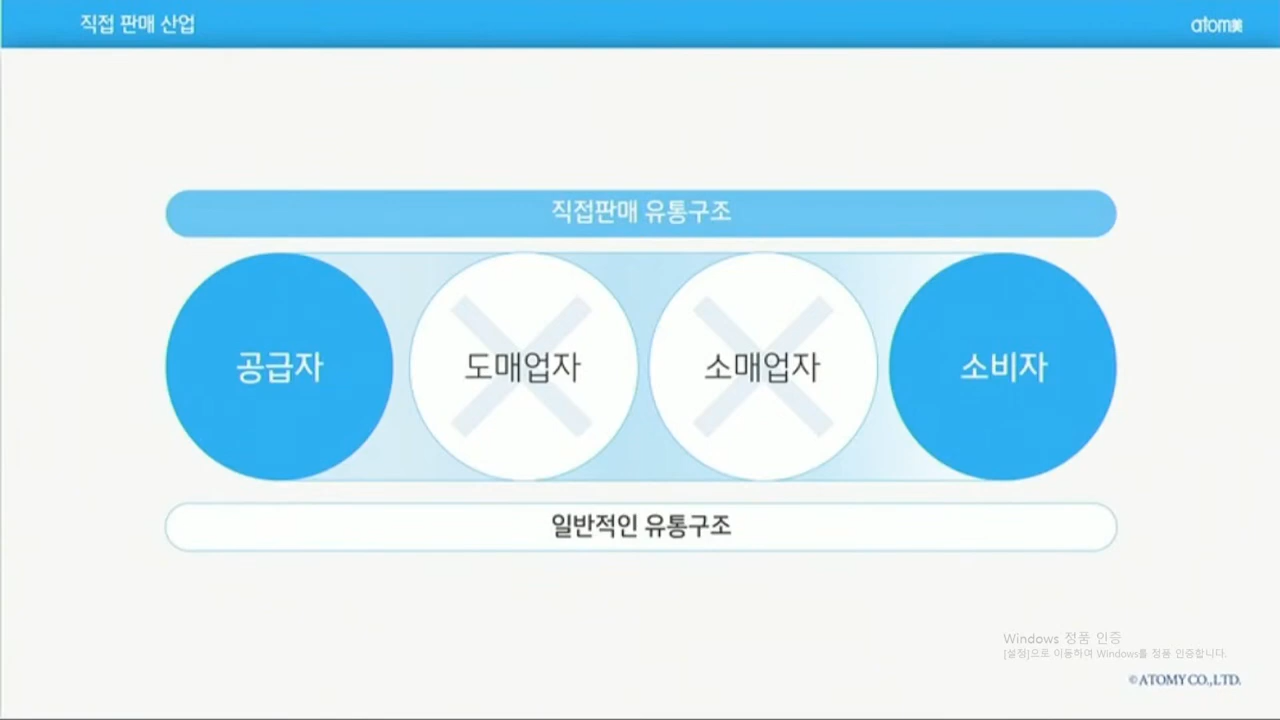 직접 판매 산업
atom美
직접판매 유통구조
공급자
도매업자
소매업자
소비자
일반적인 유통구조
Windows 정품 인증
[설정]으로 이동하여 Windows를 정품 인증합니다.
©ATOMY CO.,LTD.